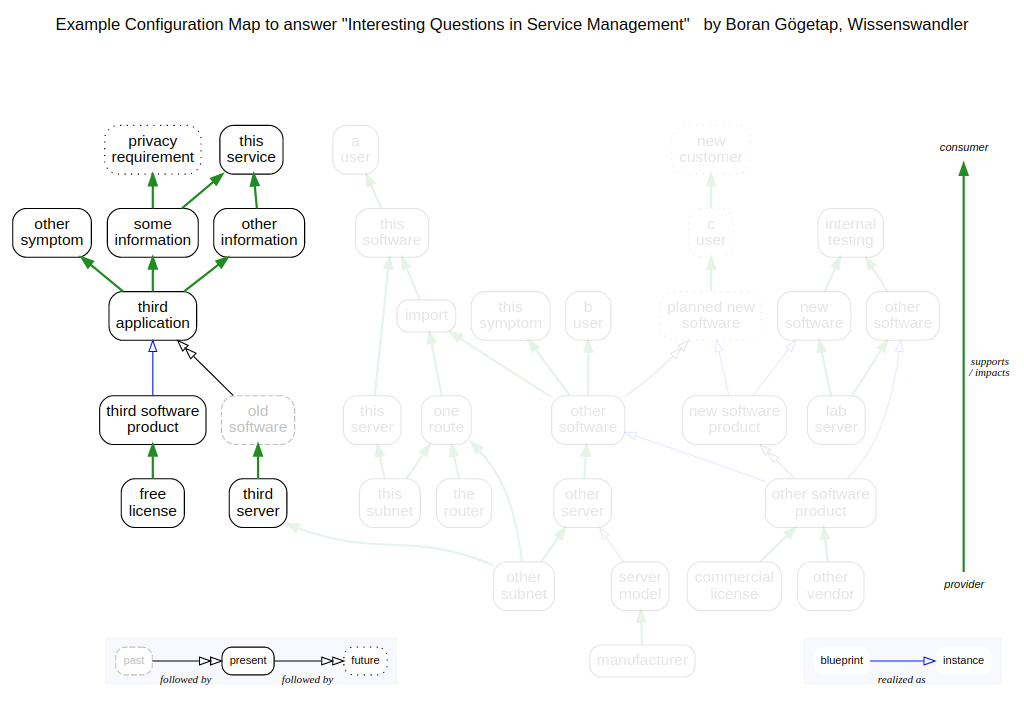 Example Configuration Map to answer "Interesting Questions in Service Management"   by Boran Gögetap, Wissenswandler
privacy
requirement
this
service
a
user
new
customer
consumer
other
symptom
some
information
other
information
this
software
c
user
internal
testing
third
application
import
this
symptom
b
user
planned new
software
new
software
other
software
supports
/ impacts
third software
product
old
software
this
server
one
route
other
software
new software
product
lab
server
free
license
third
server
this
subnet
the
router
other
server
other software
product
other
subnet
server
model
commercial
license
other
vendor
provider
manufacturer
past
followed by
present
followed by
future
blueprint
realized as
instance